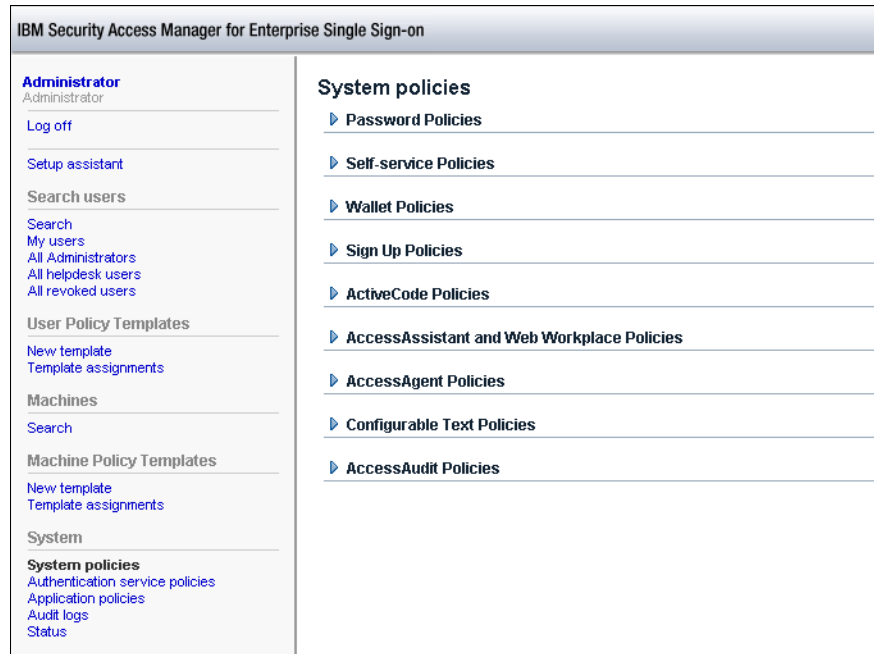 IBM Security Access Manager for Enterprise Single Sign-on
Administrator
Administrator
Log off
Setup assistant
Search users
Search
My users
All Administrators
All helpdesk users
All revoked users
User Policy Templates
New template
Template assignments
Machines
Search
Machine Policy Templates
New template
Template assignments
System
System policies
Authentication service policies
Application policies
Audit logs
Status
System policies
Password Policies
Self-service Policies
Wallet Policies
Sign Up Policies
ActiveCode Policies
AccessAssistant and Web Workplace Policies
AccessAgent Policies
Configurable Text Policies
AccessAudit Policies